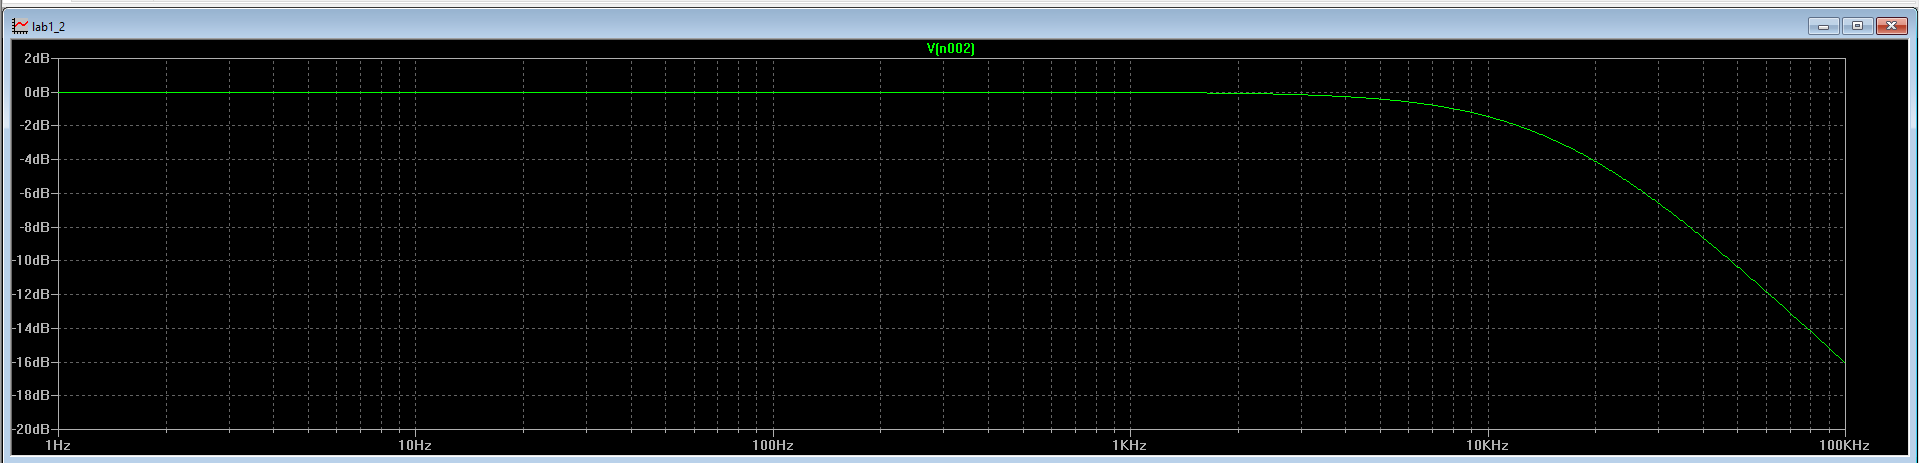 lab1_2
V(n002)
2dB
0dB
-2dB
-4dB
-6dB
-8dB
-10dB
-12dB
-14dB
-16dB
-18dB
-20dB
1Hz 10Hz 100Hz 1KHz 10KHz 100KHz